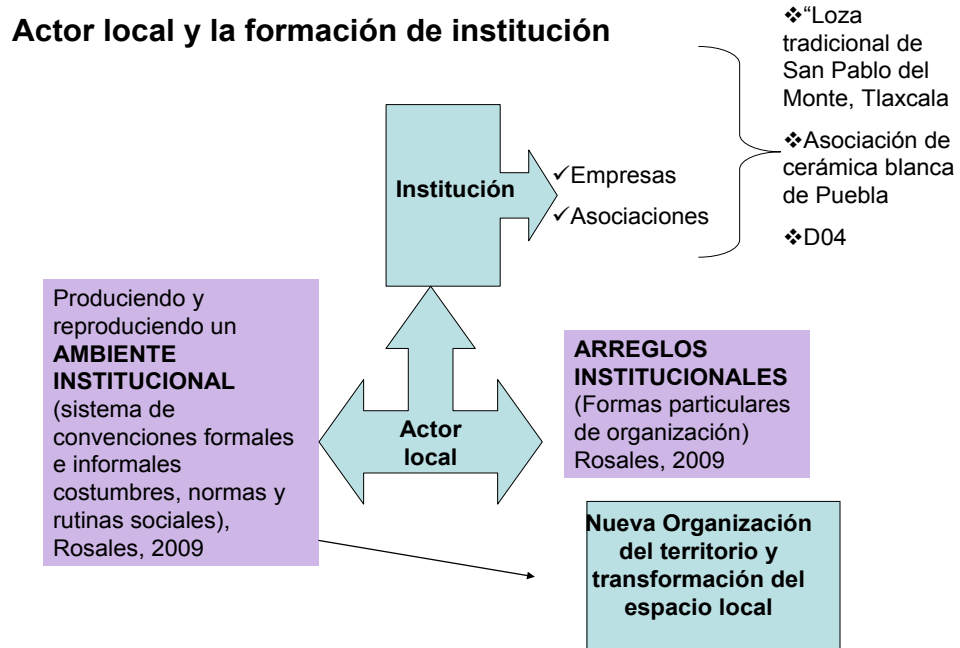 Actor local y la formación de institución
❖“Loza
tradicional de
San Pablo del
Monte, Tlaxcala
❖Asociación de
cerámica blanca
de Puebla
❖D04
Institución
✓Empresas
✓Asociaciones
Produciendo y
reproduciendo un
AMBIENTE
INSTITUCIONAL
(sistema de
convenciones formales
e informales
costumbres, normas y
rutinas sociales),
Rosales, 2009
Actor
local
ARREGLOS
INSTITUCIONALES
(Formas particulares
de organización)
Rosales, 2009
Nueva Organización
del territorio y
transformación del
espacio local